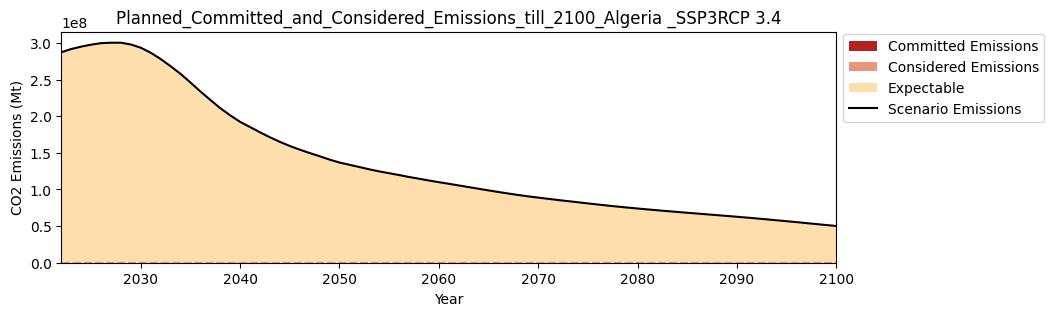 Planned_Committed_and_Considered_Emissions_till_2100_Algeria _SSP3RCP 3.4
1e8
3.0
2.5
2.0
1.5
1.0
0.5
0.0
CO2 Emissions (Mt)
2030 2040 2050 2060 2070 2080 2090 2100
Year
Committed Emissions
Considered Emissions
Expectable
Scenario Emissions